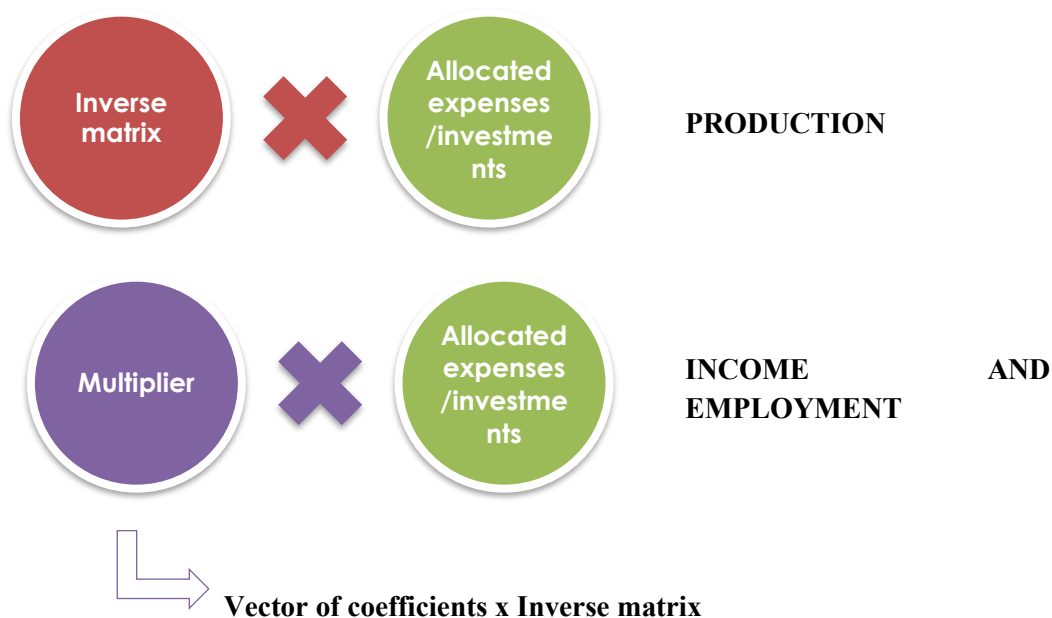 Inverse
matrix
Allocated
expenses
/investme
nts
PRODUCTION
Multiplier
Allocated
expenses
/investme
nts
INCOME AND
EMPLOYMENT
Vector of coefficients x Inverse matrix